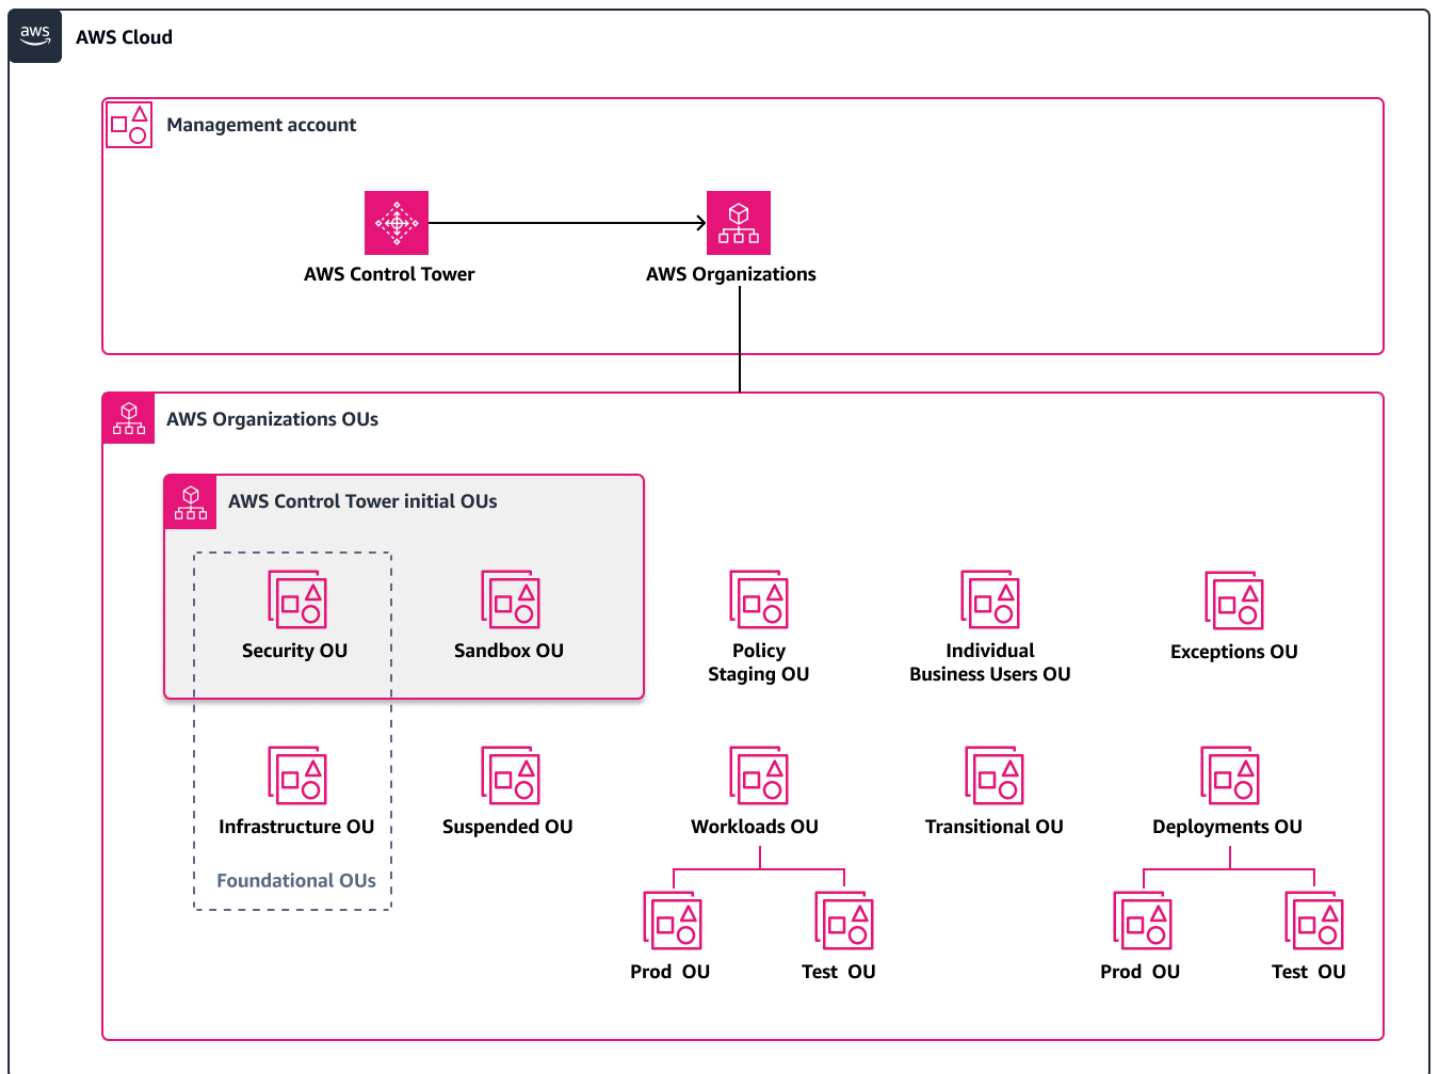 aws
AWS Cloud
Management account
AWS Control Tower
AWS Organizations
AWS Organizations OUs
AWS Control Tower initial OUs
Security OU
Sandbox OU
Policy
Staging OU
Individual
Business Users OU
Exceptions OU
Infrastructure OU
Suspended OU
Workloads OU
Transitional OU
Deployments OU
Foundational OUs
Prod OU
Test OU
Prod OU
Test OU